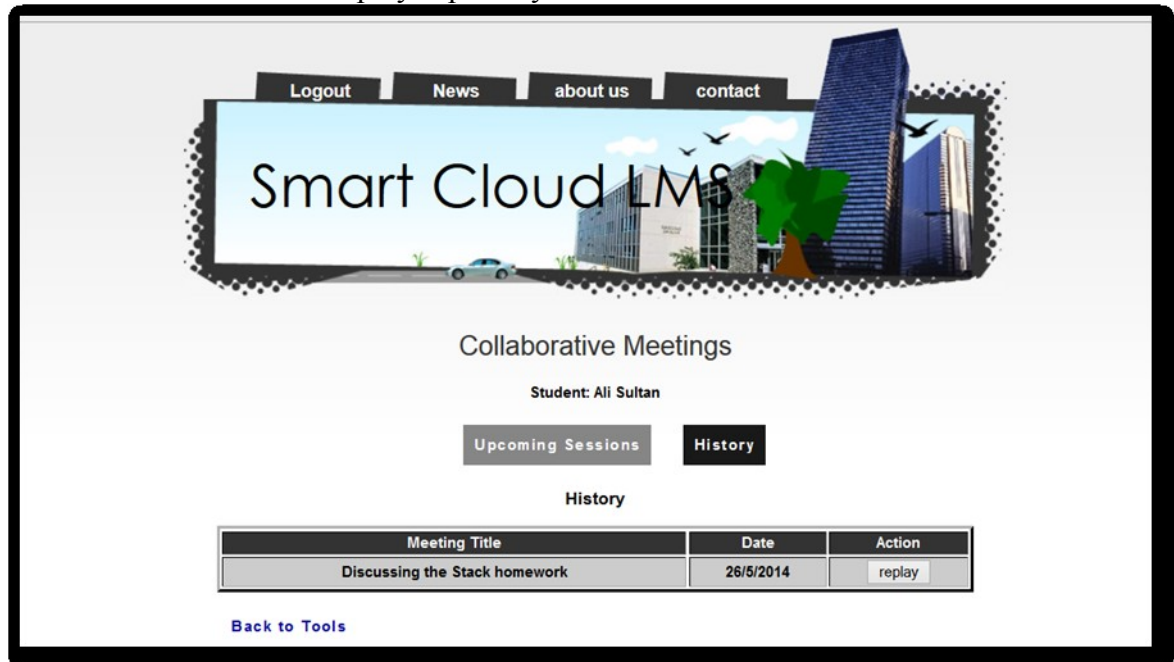 Logout News about us contact
Smart Cloud LMS
Collaborative Meetings
Student: Ali Sultan
Upcoming Sessions History
History
Meeting Title Date Action
Discussing the Stack homework 26/5/2014 replay
Back to Tools